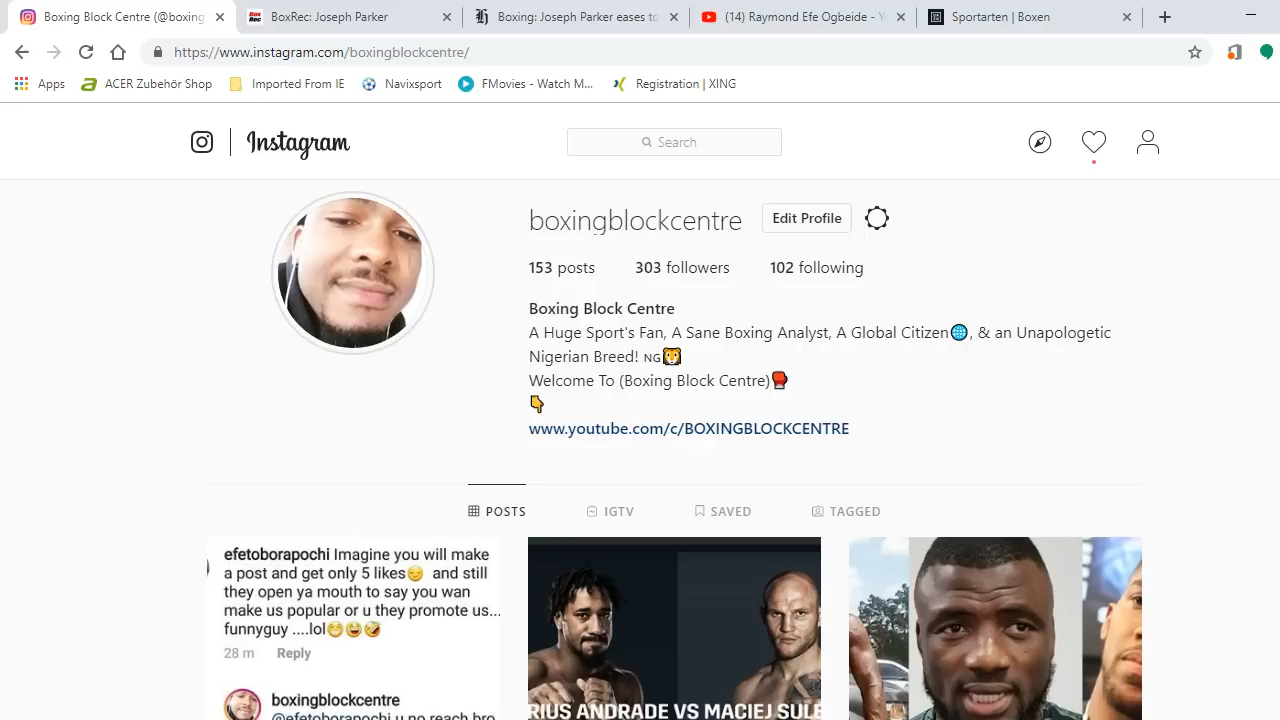 Boxing Block Centre (@boxing
BoxRec: Joseph Parker
Boxing: Joseph Parker eases to
(14) Raymond Efe Ogbeide - Y
Sportarten | Boxen
https://www.instagram.com/boxingblockcentre/
Apps
ACER Zubehör Shop
Imported From IE
Navixsport
FMovies - Watch M...
Registration | XING
Instagram
Search
boxingblockcentre
Edit Profile
153 posts
303 followers
102 following
Boxing Block Centre
A Huge Sport's Fan, A Sane Boxing Analyst, A Global Citizen🌐, & an Unapologetic
Nigerian Breed! NG🐯
Welcome To (Boxing Block Centre)🥊
👇
www.youtube.com/c/BOXINGBLOCKCENTRE
POSTS
IGTV
SAVED
TAGGED
efetoborapochi Imagine you will make
a post and get only 5 likes😏 and still
they open ya mouth to say you wan
make us popular or u they promote us...
funnyguy ....lol😁😂🤣
28 m Reply
boxingblockcentre
@efetoborapochi u no reach bro
RIUS ANDRADE VS MACIEJ SULE